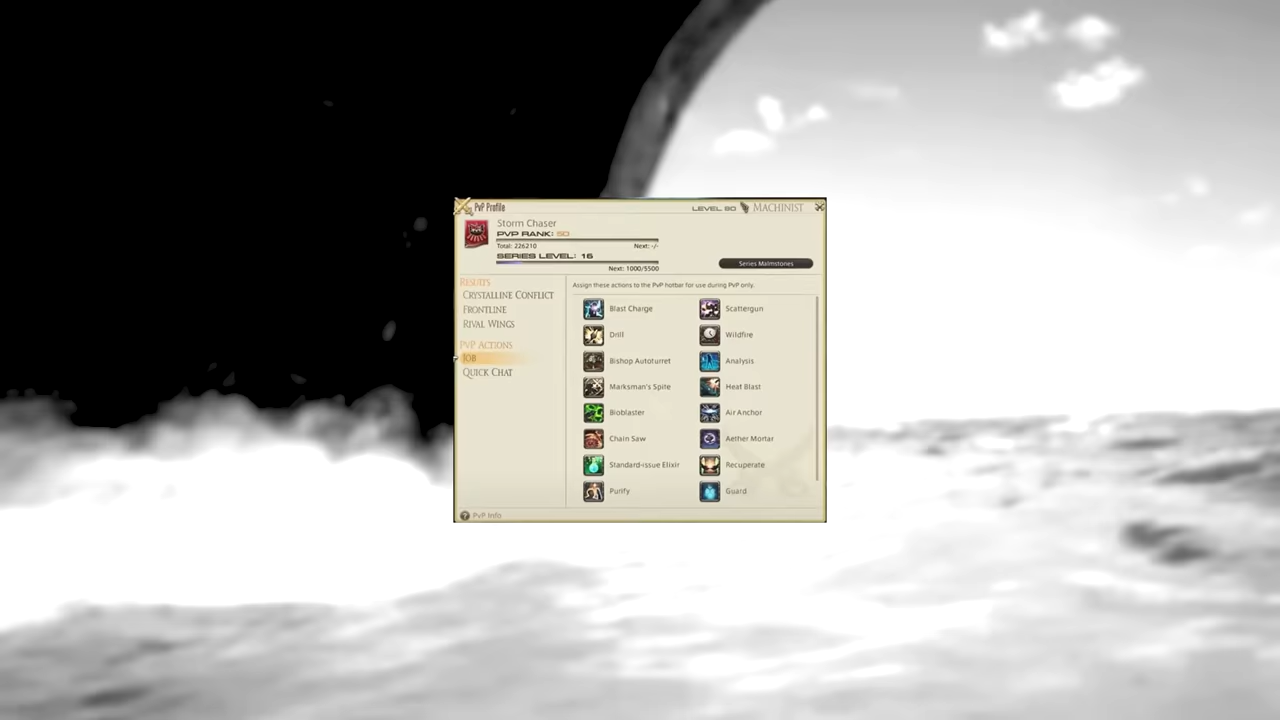 PvP Profile
LEVEL 80 MACHINIST
Storm Chaser
PVP RANK: 50
Total: 226210 Next: -/-
SERIES LEVEL: 16
Series Malmstones
Next: 1000/5500
RESULTS
CRYSTALLINE CONFLICT
FRONTLINE
RIVAL WINGS
PVP ACTIONS
JOB
QUICK CHAT
Assign these actions to the PvP hotbar for use during PvP only.
Blast Charge Scattergun
Drill Wildfire
Bishop Autoturret Analysis
Marksman's Spite Heat Blast
Bioblaster Air Anchor
Chain Saw Aether Mortar
Standard-issue Elixir Recuperate
Purify Guard
? PvP Info